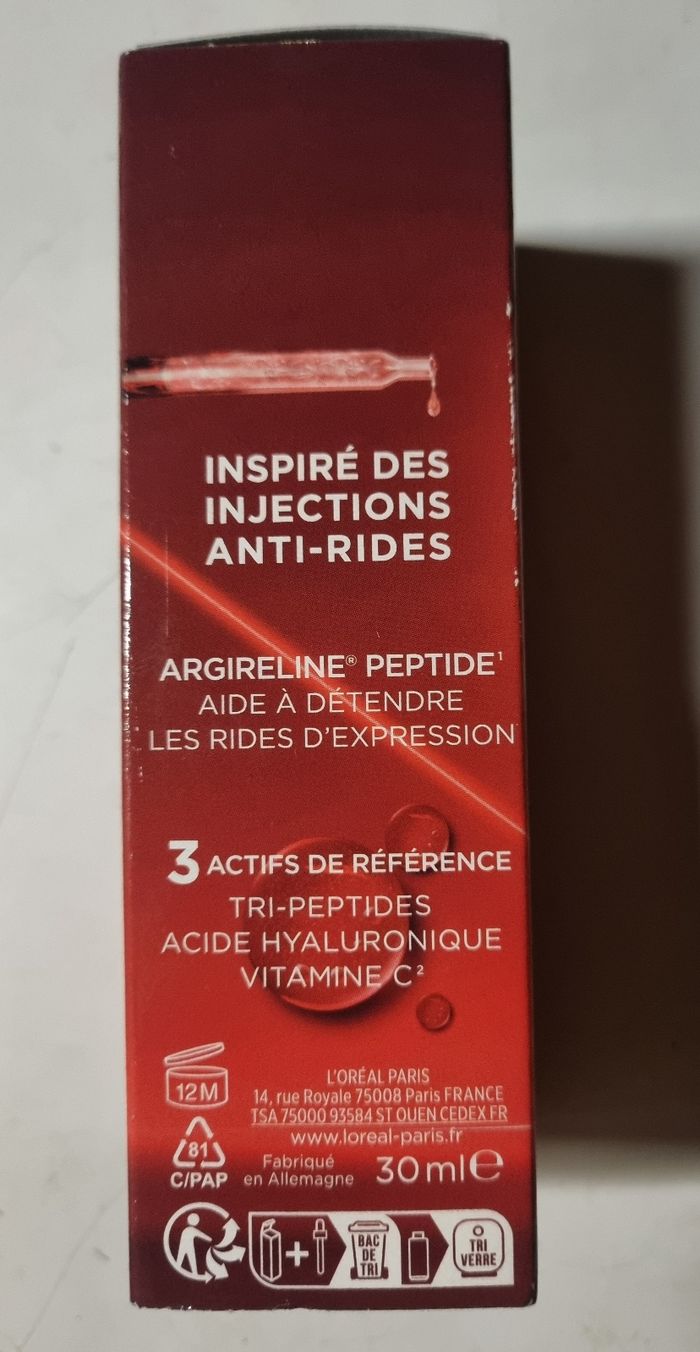 INSPIRÉ DES
INJECTIONS
ANTI-RIDES
ARGIRELINE® PEPTIDE¹
AIDE À DÉTENDRE
LES RIDES D'EXPRESSION
3 ACTIFS DE RÉFÉRENCE
TRI-PEPTIDES
ACIDE HYALURONIQUE
VITAMINE C²
12M
L'ORÉAL PARIS
14, rue Royale 75008 Paris FRANCE
TSA 75000 93584 ST OUEN CEDEX FR
www.loreal-paris.fr
81
C/PAP
Fabriqué
en Allemagne
30 ml e
+
BAC
DE
TRI
TRI
VERRE